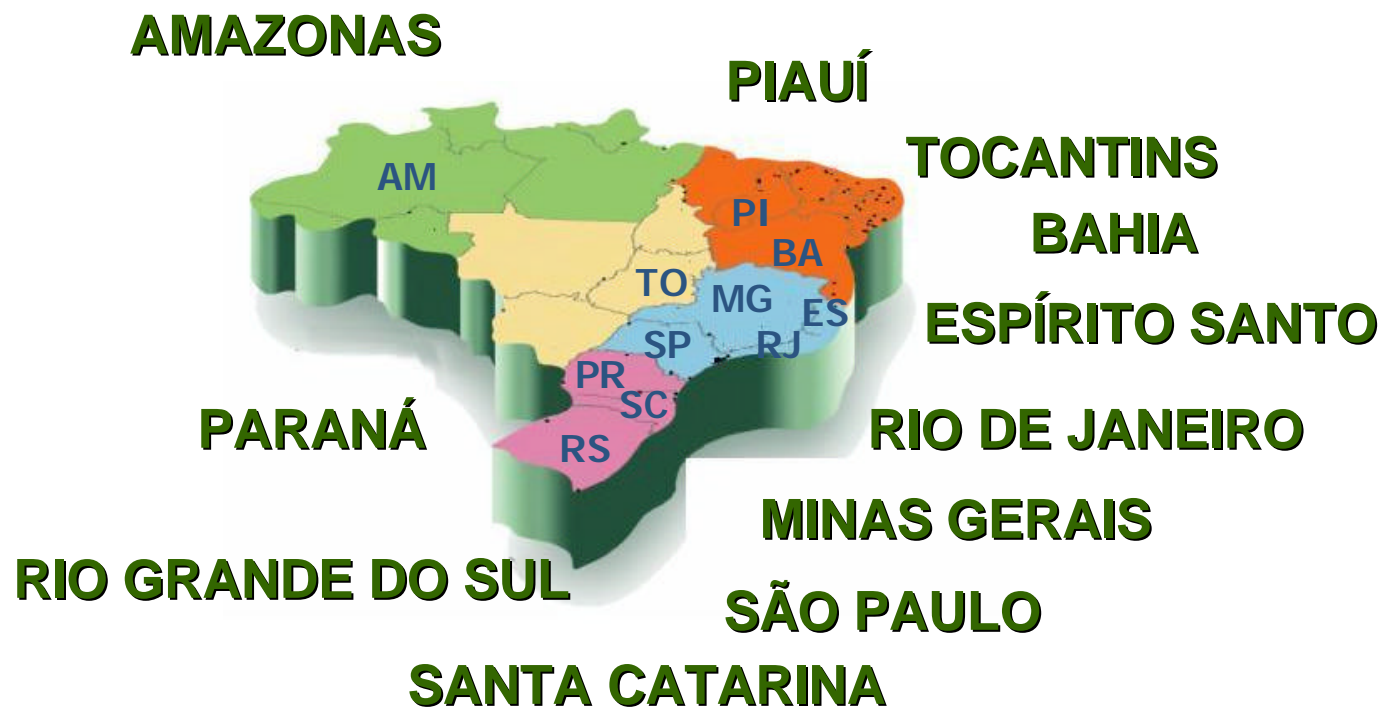 AMAZONAS
PIAUÍ
TOCANTINS
AM
PI
BAHIA
BA
TO
MG
ES
ESPÍRITO SANTO
SP
RJ
PR
SC
PARANÁ
RIO DE JANEIRO
RS
MINAS GERAIS
RIO GRANDE DO SUL
SÃO PAULO
SANTA CATARINA